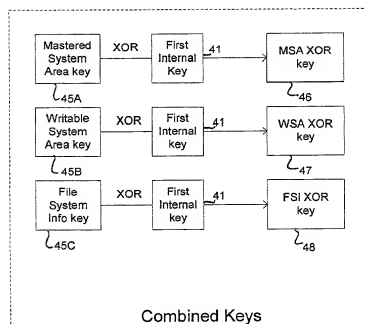 Mastered
System
Area key
XOR
First
Internal
Key
41
MSA XOR
key
45A
46
Writable
System
Area key
XOR
First
Internal
key
41
WSA XOR
key
45B
47
File
System
Info key
XOR
First
Internal
key
41
FSI XOR
key
45C
48
Combined Keys